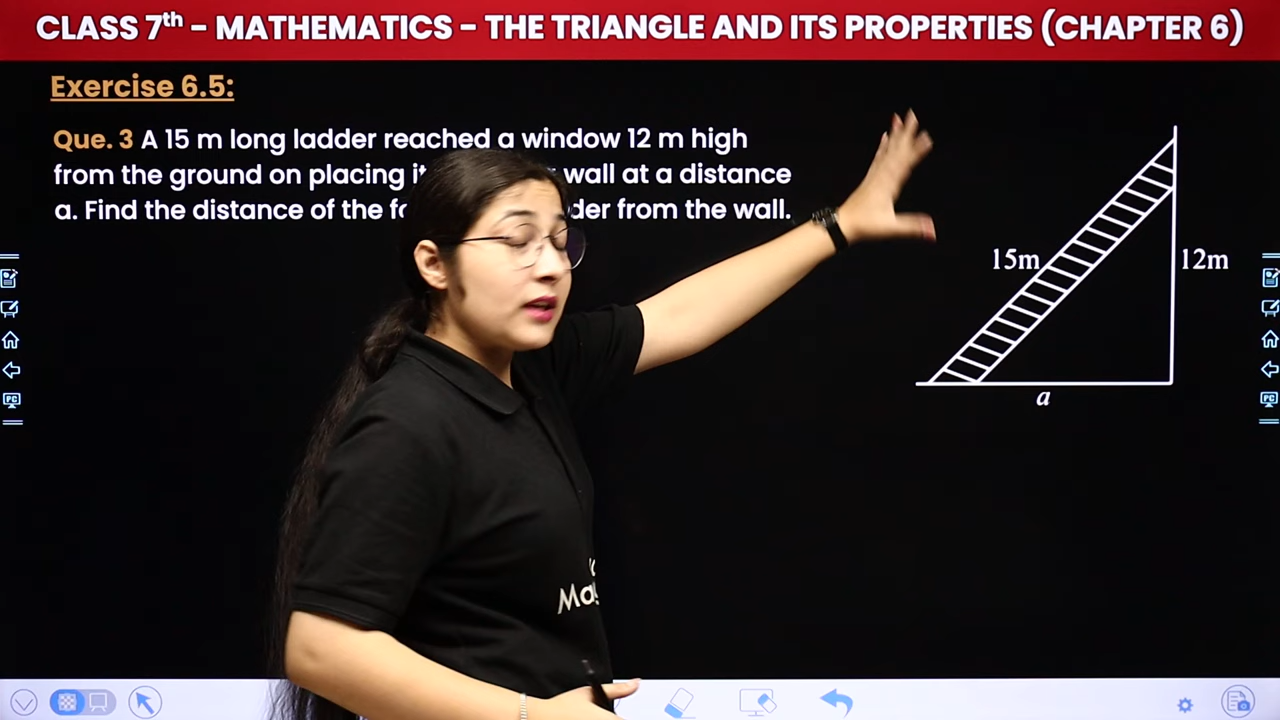 CLASS 7th - MATHEMATICS - THE TRIANGLE AND ITS PROPERTIES (CHAPTER 6)
Exercise 6.5:
Que. 3 A 15 m long ladder reached a window 12 m high
from the ground on placing it wall at a distance
a. Find the distance of the from the wall.
15m
12m
a